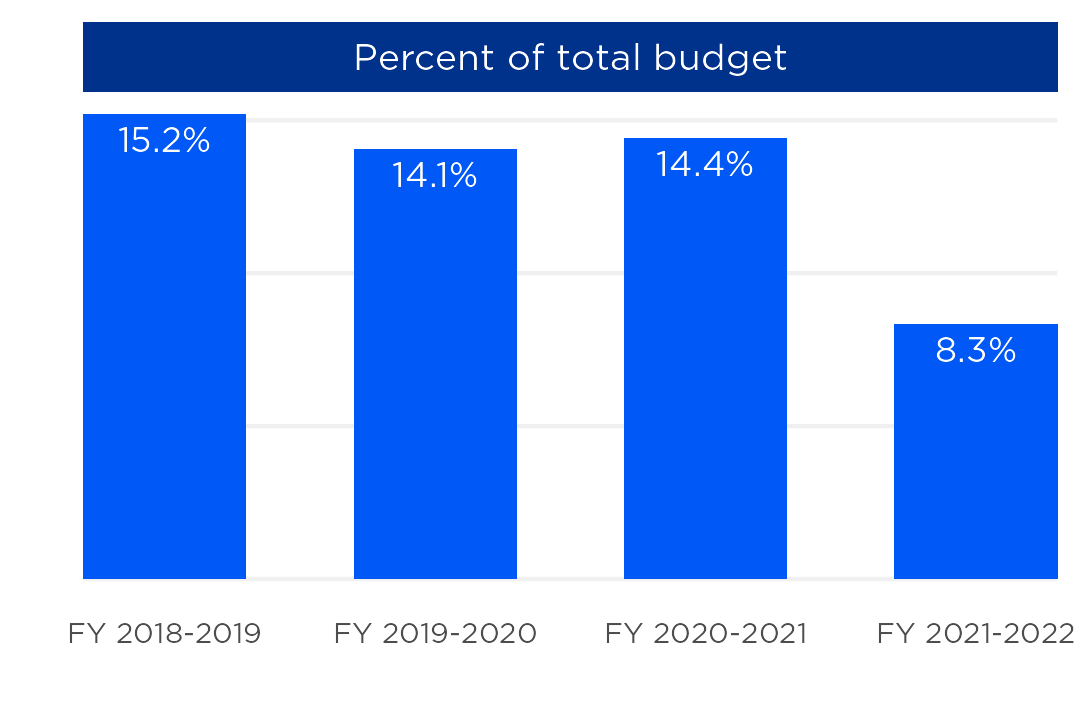 Percent of total budget
15.2%
14.1%
14.4%
8.3%
FY 2018-2019
FY 2019-2020
FY 2020-2021
FY 2021-2022